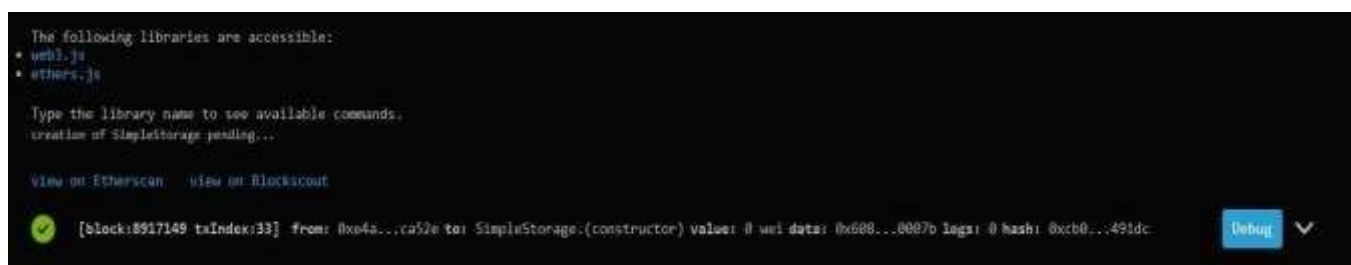 The following libraries are accessible:
web3.js
ethers.js
Type the library name to see available commands.
creation of SimpleStorage pending...
view on Etherscan view on Blockscout
[block:8917149 txIndex:33] from: 0xe4a...ca52e to: SimpleStorage.(constructor) value: 0 wei data: 0x608...0007b logs: 0 hash: 0xcb0...491dc
Debug